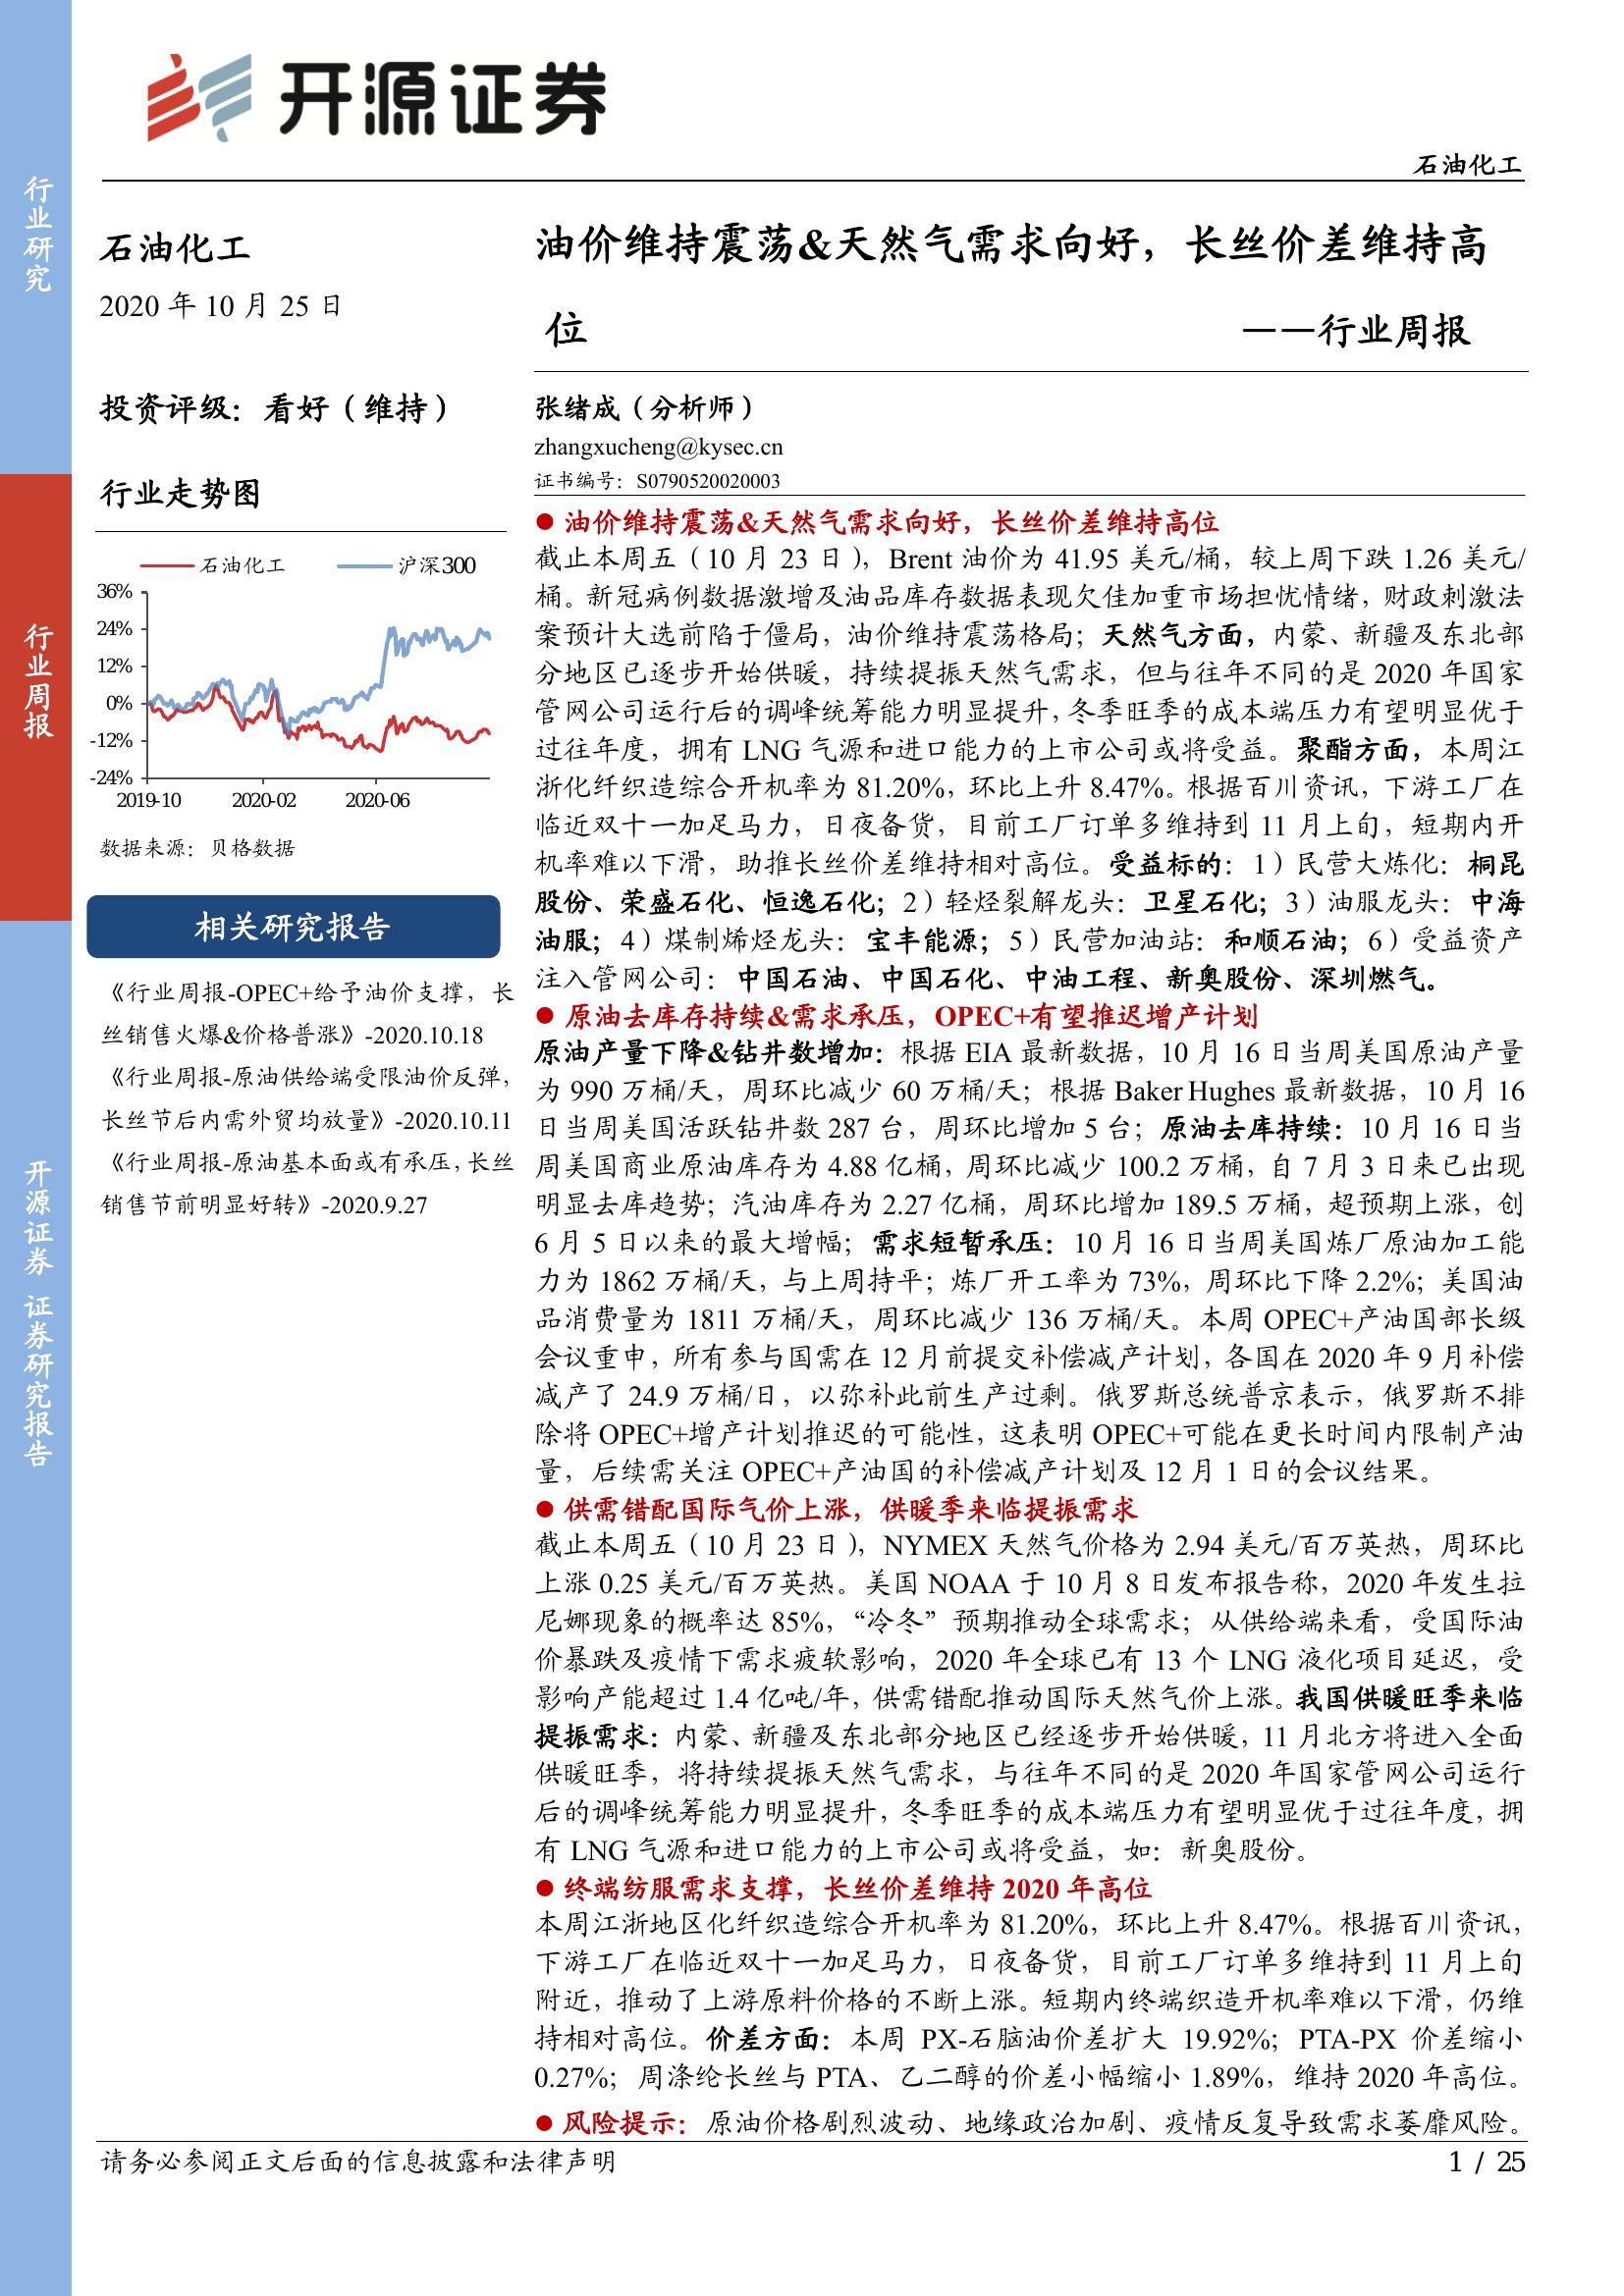 开源证券
石油化工
行业研究
行业周报
开源证券 证券研究报告
石油化工
2020 年 10 月 25 日
投资评级：看好（维持）
行业走势图
石油化工 沪深300
36%
24%
12%
0%
-12%
-24%
2019-10 2020-02 2020-06
数据来源：贝格数据
相关研究报告
《行业周报-OPEC+给予油价支撑，长
丝销售火爆&价格普涨》-2020.10.18
《行业周报-原油供给端受限油价反弹，
长丝节后内需外贸均放量》-2020.10.11
《行业周报-原油基本面或有承压，长丝
销售节前明显好转》-2020.9.27
油价维持震荡&天然气需求向好，长丝价差维持高
位 ——行业周报
张绪成（分析师）
zhangxucheng@kysec.cn
证书编号：S0790520020003
● 油价维持震荡&天然气需求向好，长丝价差维持高位
截止本周五（10 月 23 日），Brent 油价为 41.95 美元/桶，较上周下跌 1.26 美元/
桶。新冠病例数据激增及油品库存数据表现欠佳加重市场担忧情绪，财政刺激法
案预计大选前陷于僵局，油价维持震荡格局；天然气方面，内蒙、新疆及东北部
分地区已逐步开始供暖，持续提振天然气需求，但与往年不同的是 2020 年国家
管网公司运行后的调峰统筹能力明显提升，冬季旺季的成本端压力有望明显优于
过往年度，拥有 LNG 气源和进口能力的上市公司或将受益。聚酯方面，本周江
浙化纤织造综合开机率为 81.20%，环比上升 8.47%。根据百川资讯，下游工厂在
临近双十一加足马力，日夜备货，目前工厂订单多维持到 11 月上旬，短期内开
机率难以下滑，助推长丝价差维持相对高位。受益标的：1）民营大炼化：桐昆
股份、荣盛石化、恒逸石化；2）轻烃裂解龙头：卫星石化；3）油服龙头：中海
油服；4）煤制烯烃龙头：宝丰能源；5）民营加油站：和顺石油；6）受益资产
注入管网公司：中国石油、中国石化、中油工程、新奥股份、深圳燃气。
● 原油去库存持续&需求承压，OPEC+有望推迟增产计划
原油产量下降&钻井数增加：根据 EIA 最新数据，10 月 16 日当周美国原油产量
为 990 万桶/天，周环比减少 60 万桶/天；根据 Baker Hughes 最新数据，10 月 16
日当周美国活跃钻井数 287 台，周环比增加 5 台；原油去库持续：10 月 16 日当
周美国商业原油库存为 4.88 亿桶，周环比减少 100.2 万桶，自 7 月 3 日来已出现
明显去库趋势；汽油库存为 2.27 亿桶，周环比增加 189.5 万桶，超预期上涨，创
6 月 5 日以来的最大增幅；需求短暂承压：10 月 16 日当周美国炼厂原油加工能
力为 1862 万桶/天，与上周持平；炼厂开工率为 73%，周环比下降 2.2%；美国油
品消费量为 1811 万桶/天，周环比减少 136 万桶/天。本周 OPEC+产油国部长级
会议重申，所有参与国需在 12 月前提交补偿减产计划，各国在 2020 年 9 月补偿
减产了 24.9 万桶/日，以弥补此前生产过剩。俄罗斯总统普京表示，俄罗斯不排
除将 OPEC+增产计划推迟的可能性，这表明 OPEC+可能在更长时间内限制产油
量，后续需关注 OPEC+产油国的补偿减产计划及 12 月 1 日的会议结果。
● 供需错配国际气价上涨，供暖季来临提振需求
截止本周五（10 月 23 日），NYMEX 天然气价格为 2.94 美元/百万英热，周环比
上涨 0.25 美元/百万英热。美国 NOAA 于 10 月 8 日发布报告称，2020 年发生拉
尼娜现象的概率达 85%，“冷冬”预期推动全球需求；从供给端来看，受国际油
价暴跌及疫情下需求疲软影响，2020 年全球已有 13 个 LNG 液化项目延迟，受
影响产能超过 1.4 亿吨/年，供需错配推动国际天然气价上涨。我国供暖旺季来临
提振需求：内蒙、新疆及东北部分地区已经逐步开始供暖，11 月北方将进入全面
供暖旺季，将持续提振天然气需求，与往年不同的是 2020 年国家管网公司运行
后的调峰统筹能力明显提升，冬季旺季的成本端压力有望明显优于过往年度，拥
有 LNG 气源和进口能力的上市公司或将受益，如：新奥股份。
● 终端纺服需求支撑，长丝价差维持 2020 年高位
本周江浙地区化纤织造综合开机率为 81.20%，环比上升 8.47%。根据百川资讯，
下游工厂在临近双十一加足马力，日夜备货，目前工厂订单多维持到 11 月上旬
附近，推动了上游原料价格的不断上涨。短期内终端织造开机率难以下滑，仍维
持相对高位。价差方面：本周 PX-石脑油价差扩大 19.92%；PTA-PX 价差缩小
0.27%；周涤纶长丝与 PTA、乙二醇的价差小幅缩小 1.89%，维持 2020 年高位。
● 风险提示：原油价格剧烈波动、地缘政治加剧、疫情反复导致需求萎靡风险。
请务必参阅正文后面的信息披露和法律声明 1 / 25